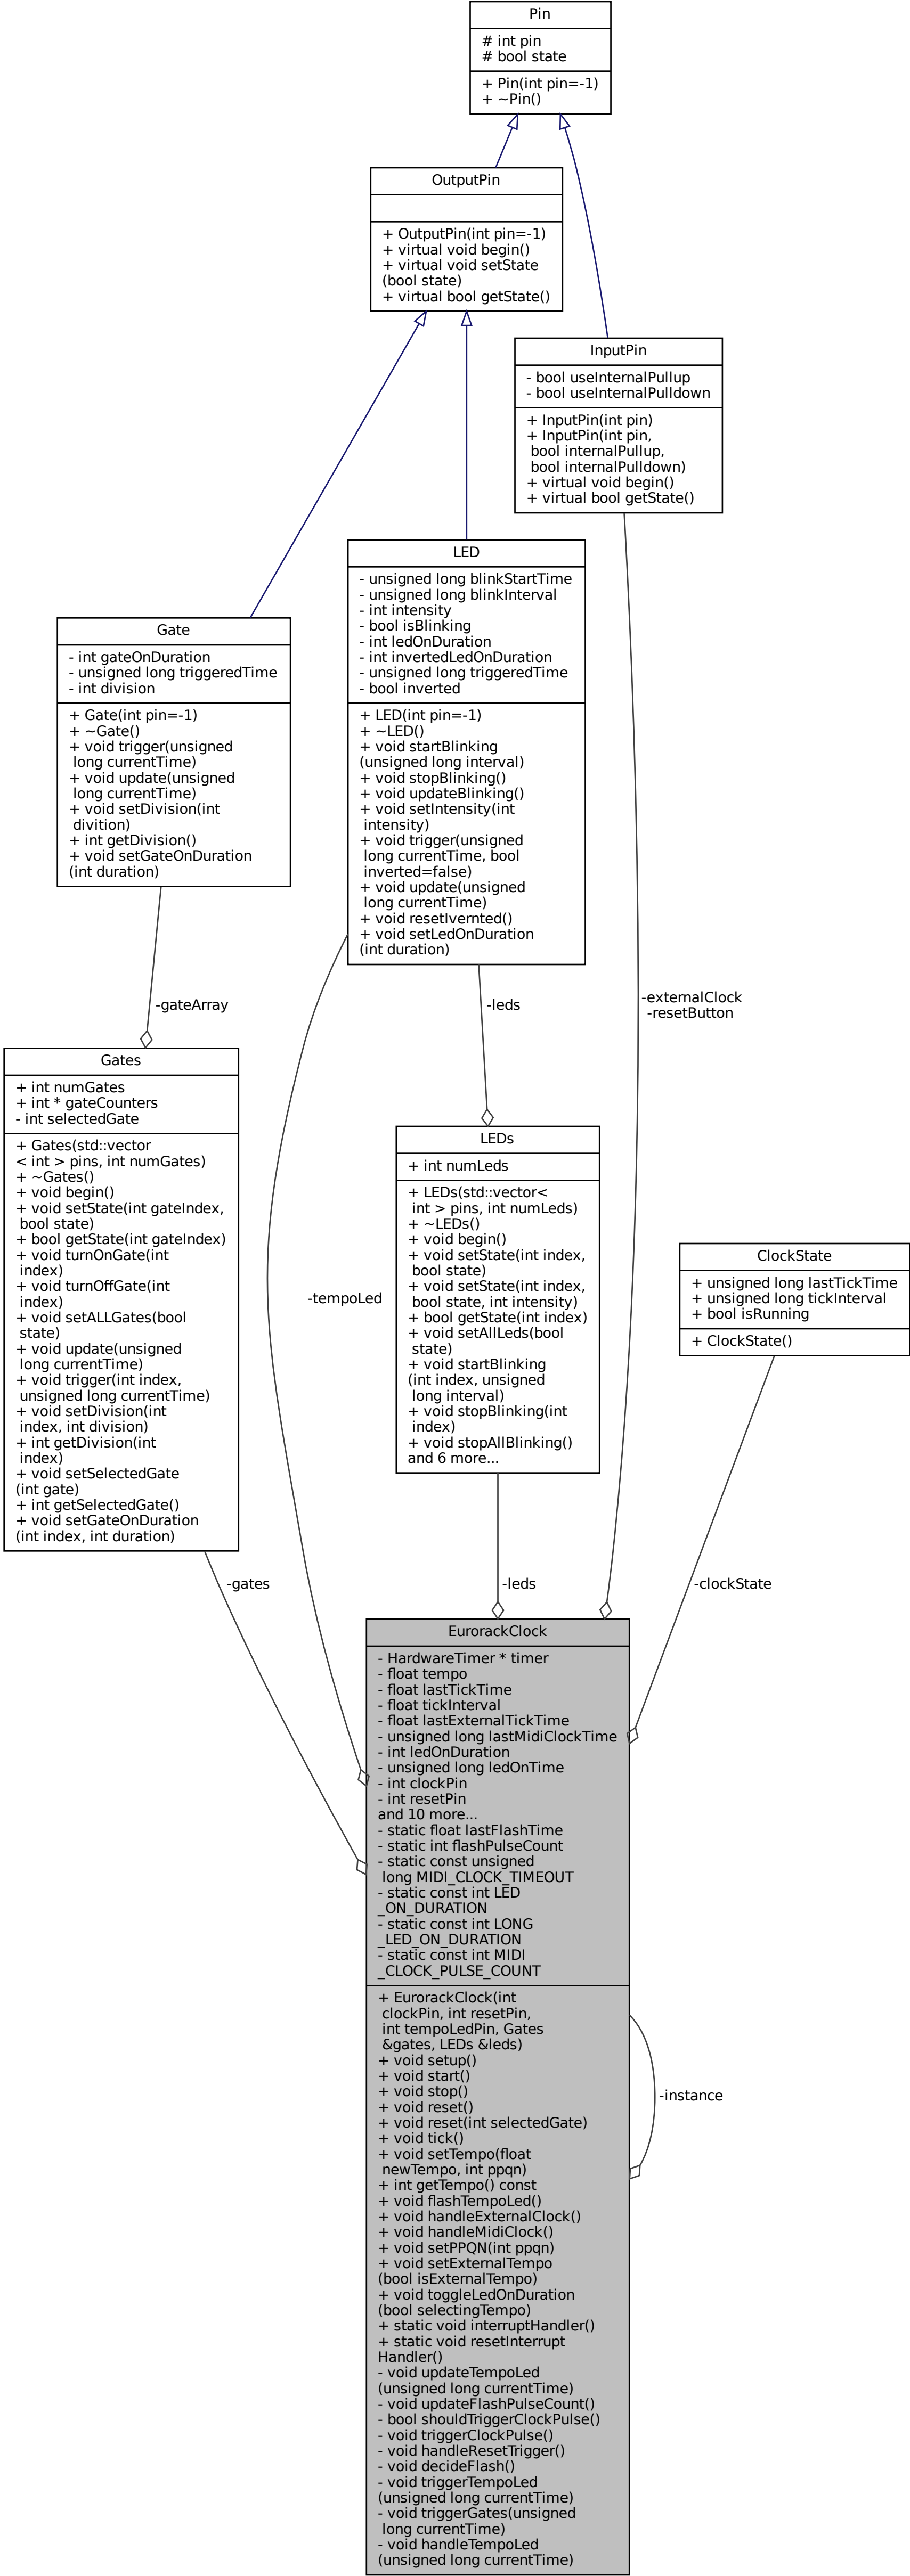 Pin
# int pin
# bool state
+ Pin(int pin=-1)
+ ~Pin()
OutputPin
+ OutputPin(int pin=-1)
+ virtual void begin()
+ virtual void setState
(bool state)
+ virtual bool getState()
InputPin
- bool useInternalPullup
- bool useInternalPulldown
+ InputPin(int pin)
+ InputPin(int pin,
bool internalPullup,
bool internalPulldown)
+ virtual void begin()
+ virtual bool getState()
LED
- unsigned long blinkStartTime
- unsigned long blinkInterval
- int intensity
- bool isBlinking
- int ledOnDuration
- int invertedLedOnDuration
- unsigned long triggeredTime
- bool inverted
+ LED(int pin=-1)
+ ~LED()
+ void startBlinking
(unsigned long interval)
+ void stopBlinking()
+ void updateBlinking()
+ void setIntensity(int
intensity)
+ void trigger(unsigned
long currentTime, bool
inverted=false)
+ void update(unsigned
long currentTime)
+ void resetIvernted()
+ void setLedOnDuration
(int duration)
Gate
- int gateOnDuration
- unsigned long triggeredTime
- int division
+ Gate(int pin=-1)
+ ~Gate()
+ void trigger(unsigned
long currentTime)
+ void update(unsigned
long currentTime)
+ void setDivision(int
divition)
+ int getDivision()
+ void setGateOnDuration
(int duration)
-gateArray
-leds
-externalClock
-resetButton
Gates
+ int numGates
+ int * gateCounters
- int selectedGate
+ Gates(std::vector
< int > pins, int numGates)
+ ~Gates()
+ void begin()
+ void setState(int gateIndex,
bool state)
+ bool getState(int gateIndex)
+ void turnOnGate(int
index)
+ void turnOffGate(int
index)
+ void setALLGates(bool
state)
+ void update(unsigned
long currentTime)
+ void trigger(int index,
unsigned long currentTime)
+ void setDivision(int
index, int division)
+ int getDivision(int
index)
+ void setSelectedGate
(int gate)
+ int getSelectedGate()
+ void setGateOnDuration
(int index, int duration)
-tempoLed
LEDs
+ int numLeds
+ LEDs(std::vector<
int > pins, int numLeds)
+ ~LEDs()
+ void begin()
+ void setState(int index,
bool state)
+ void setState(int index,
bool state, int intensity)
+ bool getState(int index)
+ void setAllLeds(bool
state)
+ void startBlinking
(int index, unsigned
long interval)
+ void stopBlinking(int
index)
+ void stopAllBlinking()
and 6 more...
ClockState
+ unsigned long lastTickTime
+ unsigned long tickInterval
+ bool isRunning
+ ClockState()
-gates
-leds
-clockState
EurorackClock
- HardwareTimer * timer
- float tempo
- float lastTickTime
- float tickInterval
- float lastExternalTickTime
- unsigned long lastMidiClockTime
- int ledOnDuration
- unsigned long ledOnTime
- int clockPin
- int resetPin
and 10 more...
- static float lastFlashTime
- static int flashPulseCount
- static const unsigned
long MIDI_CLOCK_TIMEOUT
- static const int LED
_ON_DURATION
- static const int LONG
_LED_ON_DURATION
- static const int MIDI
_CLOCK_PULSE_COUNT
+ EurorackClock(int
clockPin, int resetPin,
int tempoLedPin, Gates
&gates, LEDs &leds)
+ void setup()
+ void start()
+ void stop()
+ void reset()
+ void reset(int selectedGate)
+ void tick()
+ void setTempo(float
newTempo, int ppqn)
+ int getTempo() const
+ void flashTempoLed()
+ void handleExternalClock()
+ void handleMidiClock()
+ void setPPQN(int ppqn)
+ void setExternalTempo
(bool isExternalTempo)
+ void toggleLedOnDuration
(bool selectingTempo)
+ static void interruptHandler()
+ static void resetInterrupt
Handler()
- void updateTempoLed
(unsigned long currentTime)
- void updateFlashPulseCount()
- bool shouldTriggerClockPulse()
- void triggerClockPulse()
- void handleResetTrigger()
- void decideFlash()
- void triggerTempoLed
(unsigned long currentTime)
- void triggerGates(unsigned
long currentTime)
- void handleTempoLed
(unsigned long currentTime)
-instance